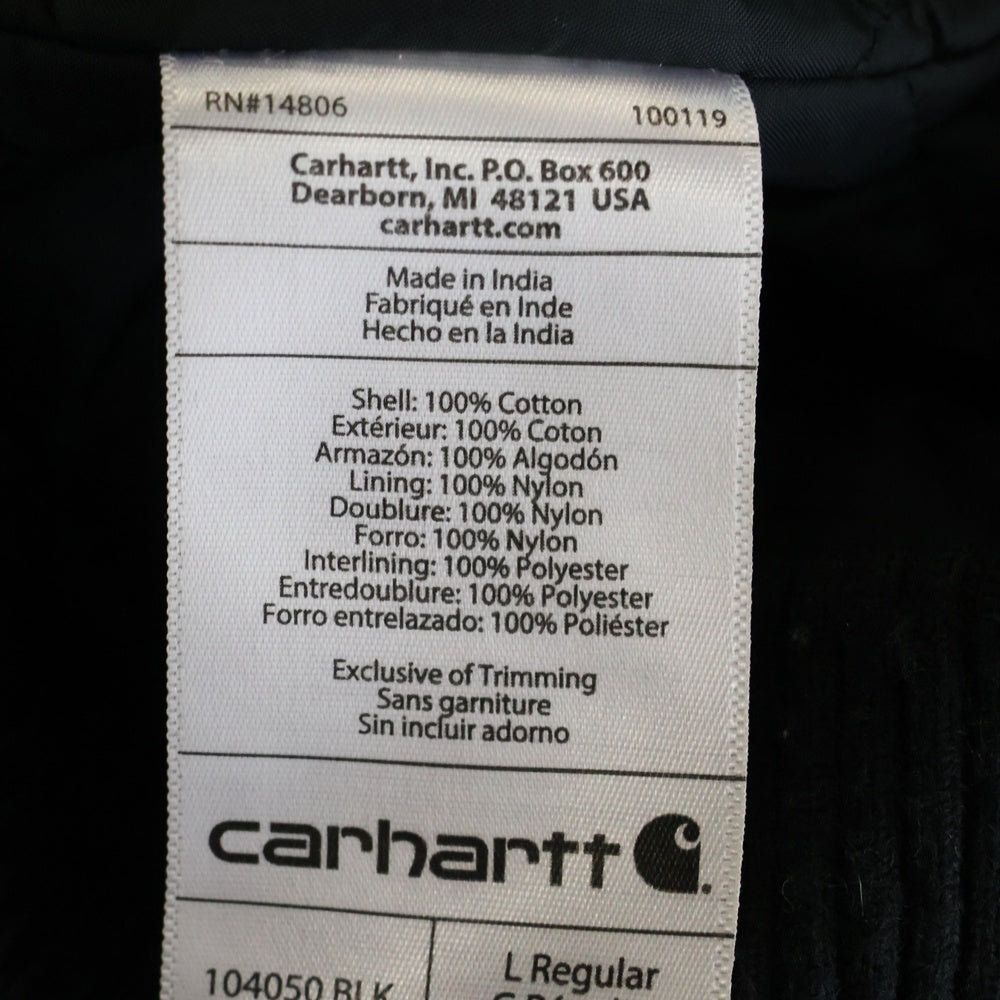 RN#14806 100119
Carhartt, Inc. P.O. Box 600
Dearborn, MI 48121 USA
carhartt.com
Made in India
Fabriqué en Inde
Hecho en la India
Shell: 100% Cotton
Extérieur: 100% Coton
Armazón: 100% Algodón
Lining: 100% Nylon
Doublure: 100% Nylon
Forro: 100% Nylon
Interlining: 100% Polyester
Entredoublure: 100% Polyester
Forro entrelazado: 100% Poliéster
Exclusive of Trimming
Sans garniture
Sin incluir adorno
carhartt
104050 BLK L Regular